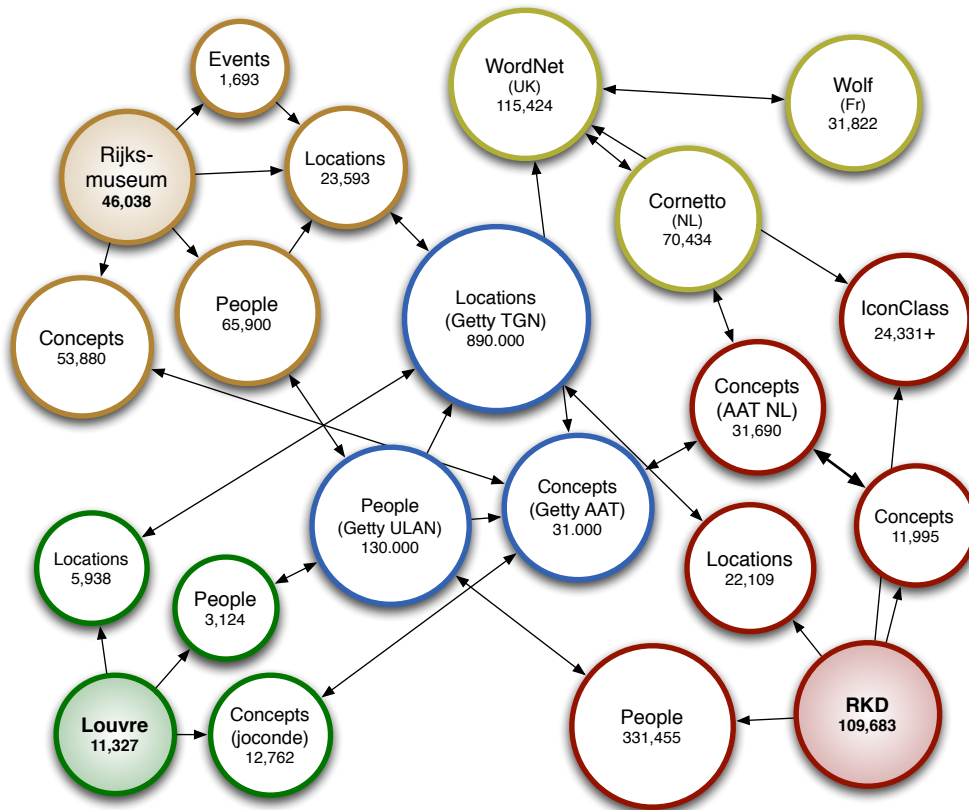 Events
1,693
WordNet
(UK)
115,424
Wolf
(Fr)
31,822
Rijks-
museum
46,038
Locations
23,593
Cornetto
(NL)
70,434
Concepts
53,880
People
65,900
Locations
(Getty TGN)
890.000
IconClass
24,331+
Concepts
(AAT NL)
31,690
People
(Getty ULAN)
130.000
Concepts
(Getty AAT)
31.000
Concepts
11,995
Locations
5,938
People
3,124
Locations
22,109
Louvre
11,327
Concepts
(joconde)
12,762
People
331,455
RKD
109,683